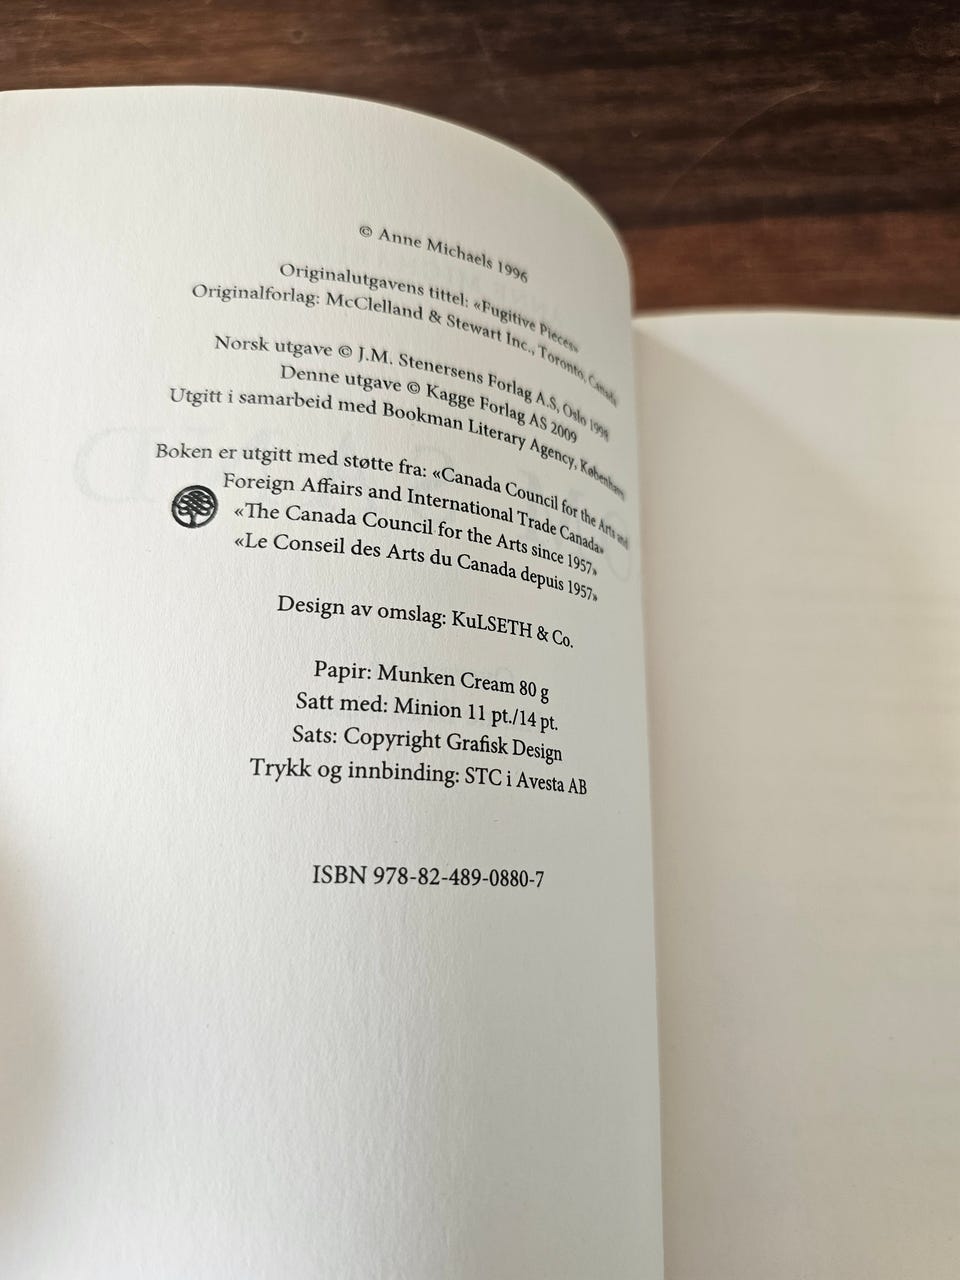 © Anne Michaels 1996
Originalutgavens tittel: «Fugitive Pieces»
Originalforlag: McClelland & Stewart Inc., Toronto, Canada
Norsk utgave © J.M. Stenersens Forlag A.S, Oslo 1998
Denne utgave © Kagge Forlag AS 2009
Utgitt i samarbeid med Bookman Literary Agency, København
Boken er utgitt med støtte fra: «Canada Council for the Arts and
Foreign Affairs and International Trade Canada»
«The Canada Council for the Arts since 1957»
«Le Conseil des Arts du Canada depuis 1957»
Design av omslag: KuLSETH & Co.
Papir: Munken Cream 80 g
Satt med: Minion 11 pt./14 pt.
Sats: Copyright Grafisk Design
Trykk og innbinding: STC i Avesta AB
ISBN 978-82-489-0880-7